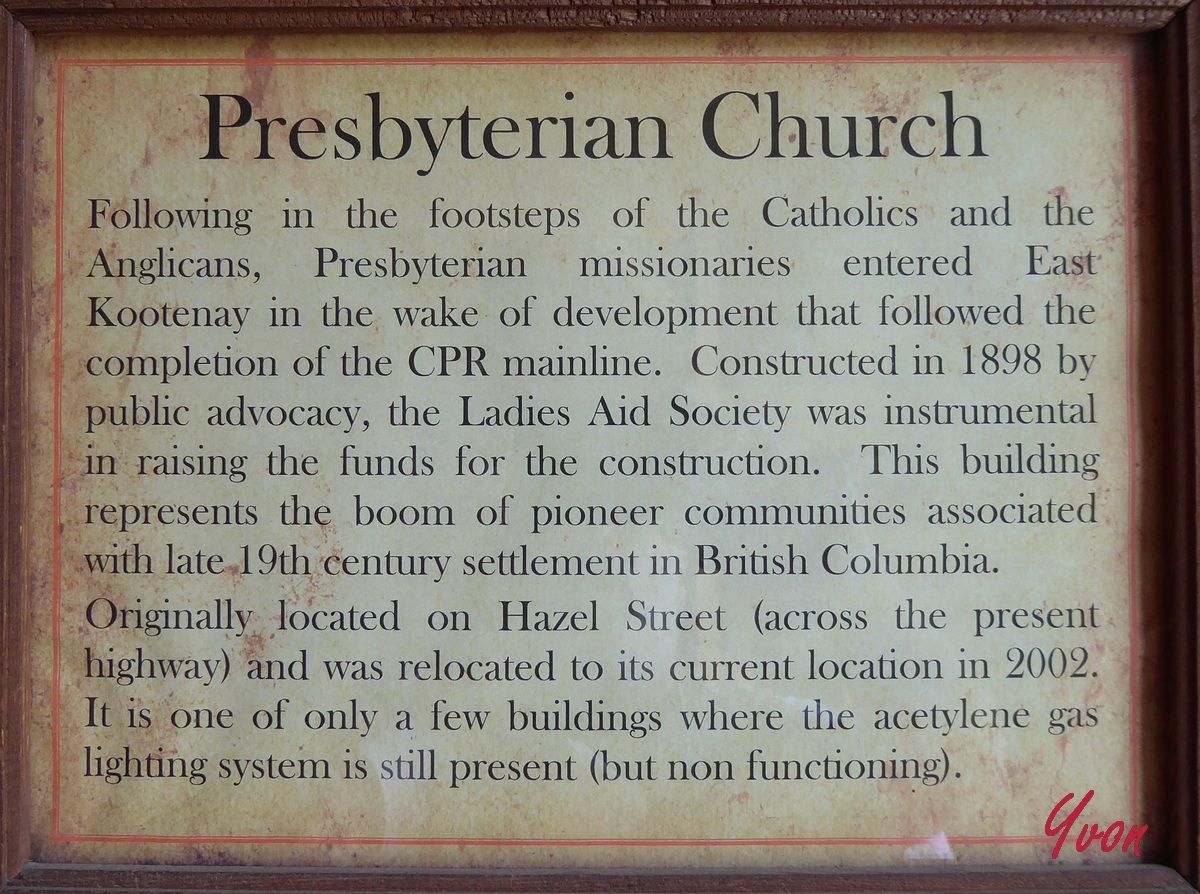 Presbyterian Church
Following in the footsteps of the Catholics and the
Anglicans, Presbyterian missionaries entered East
Kootenay in the wake of development that followed the
completion of the CPR mainline. Constructed in 1898 by
public advocacy, the Ladies Aid Society was instrumental
in raising the funds for the construction. This building
represents the boom of pioneer communities associated
with late 19th century settlement in British Columbia.
Originally located on Hazel Street (across the present
highway) and was relocated to its current location in 2002.
It is one of only a few buildings where the acetylene gas
lighting system is still present (but non functioning).
Yvon